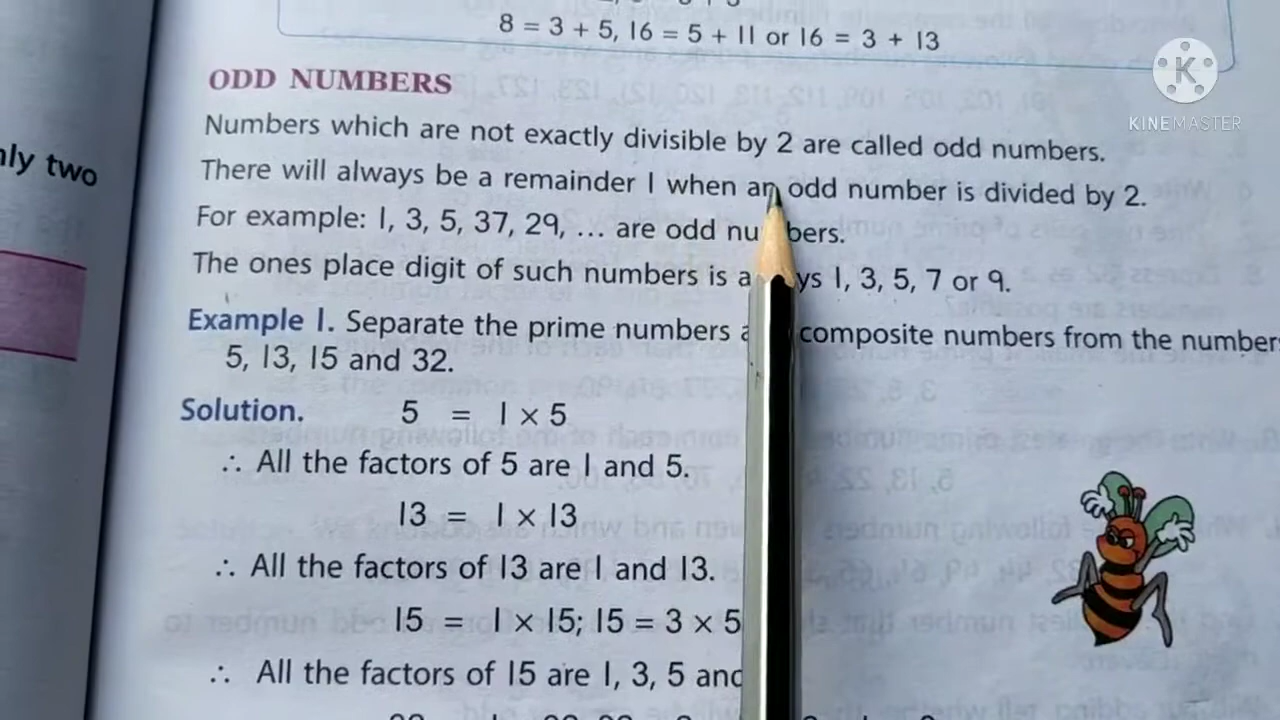 8 = 3 + 5, 16 = 5 + 11 or 16 = 3 + 13
K
KINEMASTER
ODD NUMBERS
Numbers which are not exactly divisible by 2 are called odd numbers.
nly two
There will always be a remainder 1 when an odd number is divided by 2.
For example: 1, 3, 5, 37, 29, ... are odd numbers.
The ones place digit of such numbers is always 1, 3, 5, 7 or 9.
Example 1. Separate the prime numbers and composite numbers from the number
5, 13, 15 and 32.
Solution. 5 = 1 × 5
∴ All the factors of 5 are 1 and 5.
13 = 1 × 13
∴ All the factors of 13 are 1 and 13.
15 = 1 × 15; 15 = 3 × 5
∴ All the factors of 15 are 1, 3, 5 and